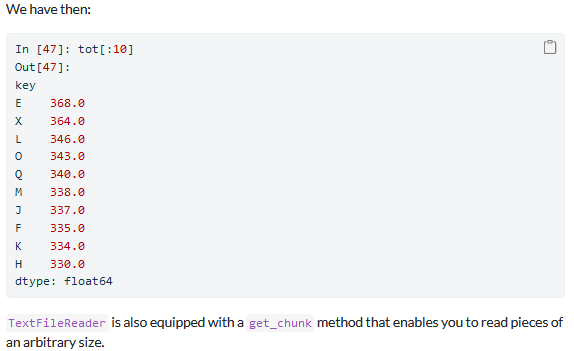 We have then:
In [47]: tot[:10]
Out[47]:
key
E    368.0
X    364.0
L    346.0
O    343.0
Q    340.0
M    338.0
J    337.0
F    335.0
K    334.0
H    330.0
dtype: float64
TextFileReader is also equipped with a get_chunk method that enables you to read pieces of
an arbitrary size.